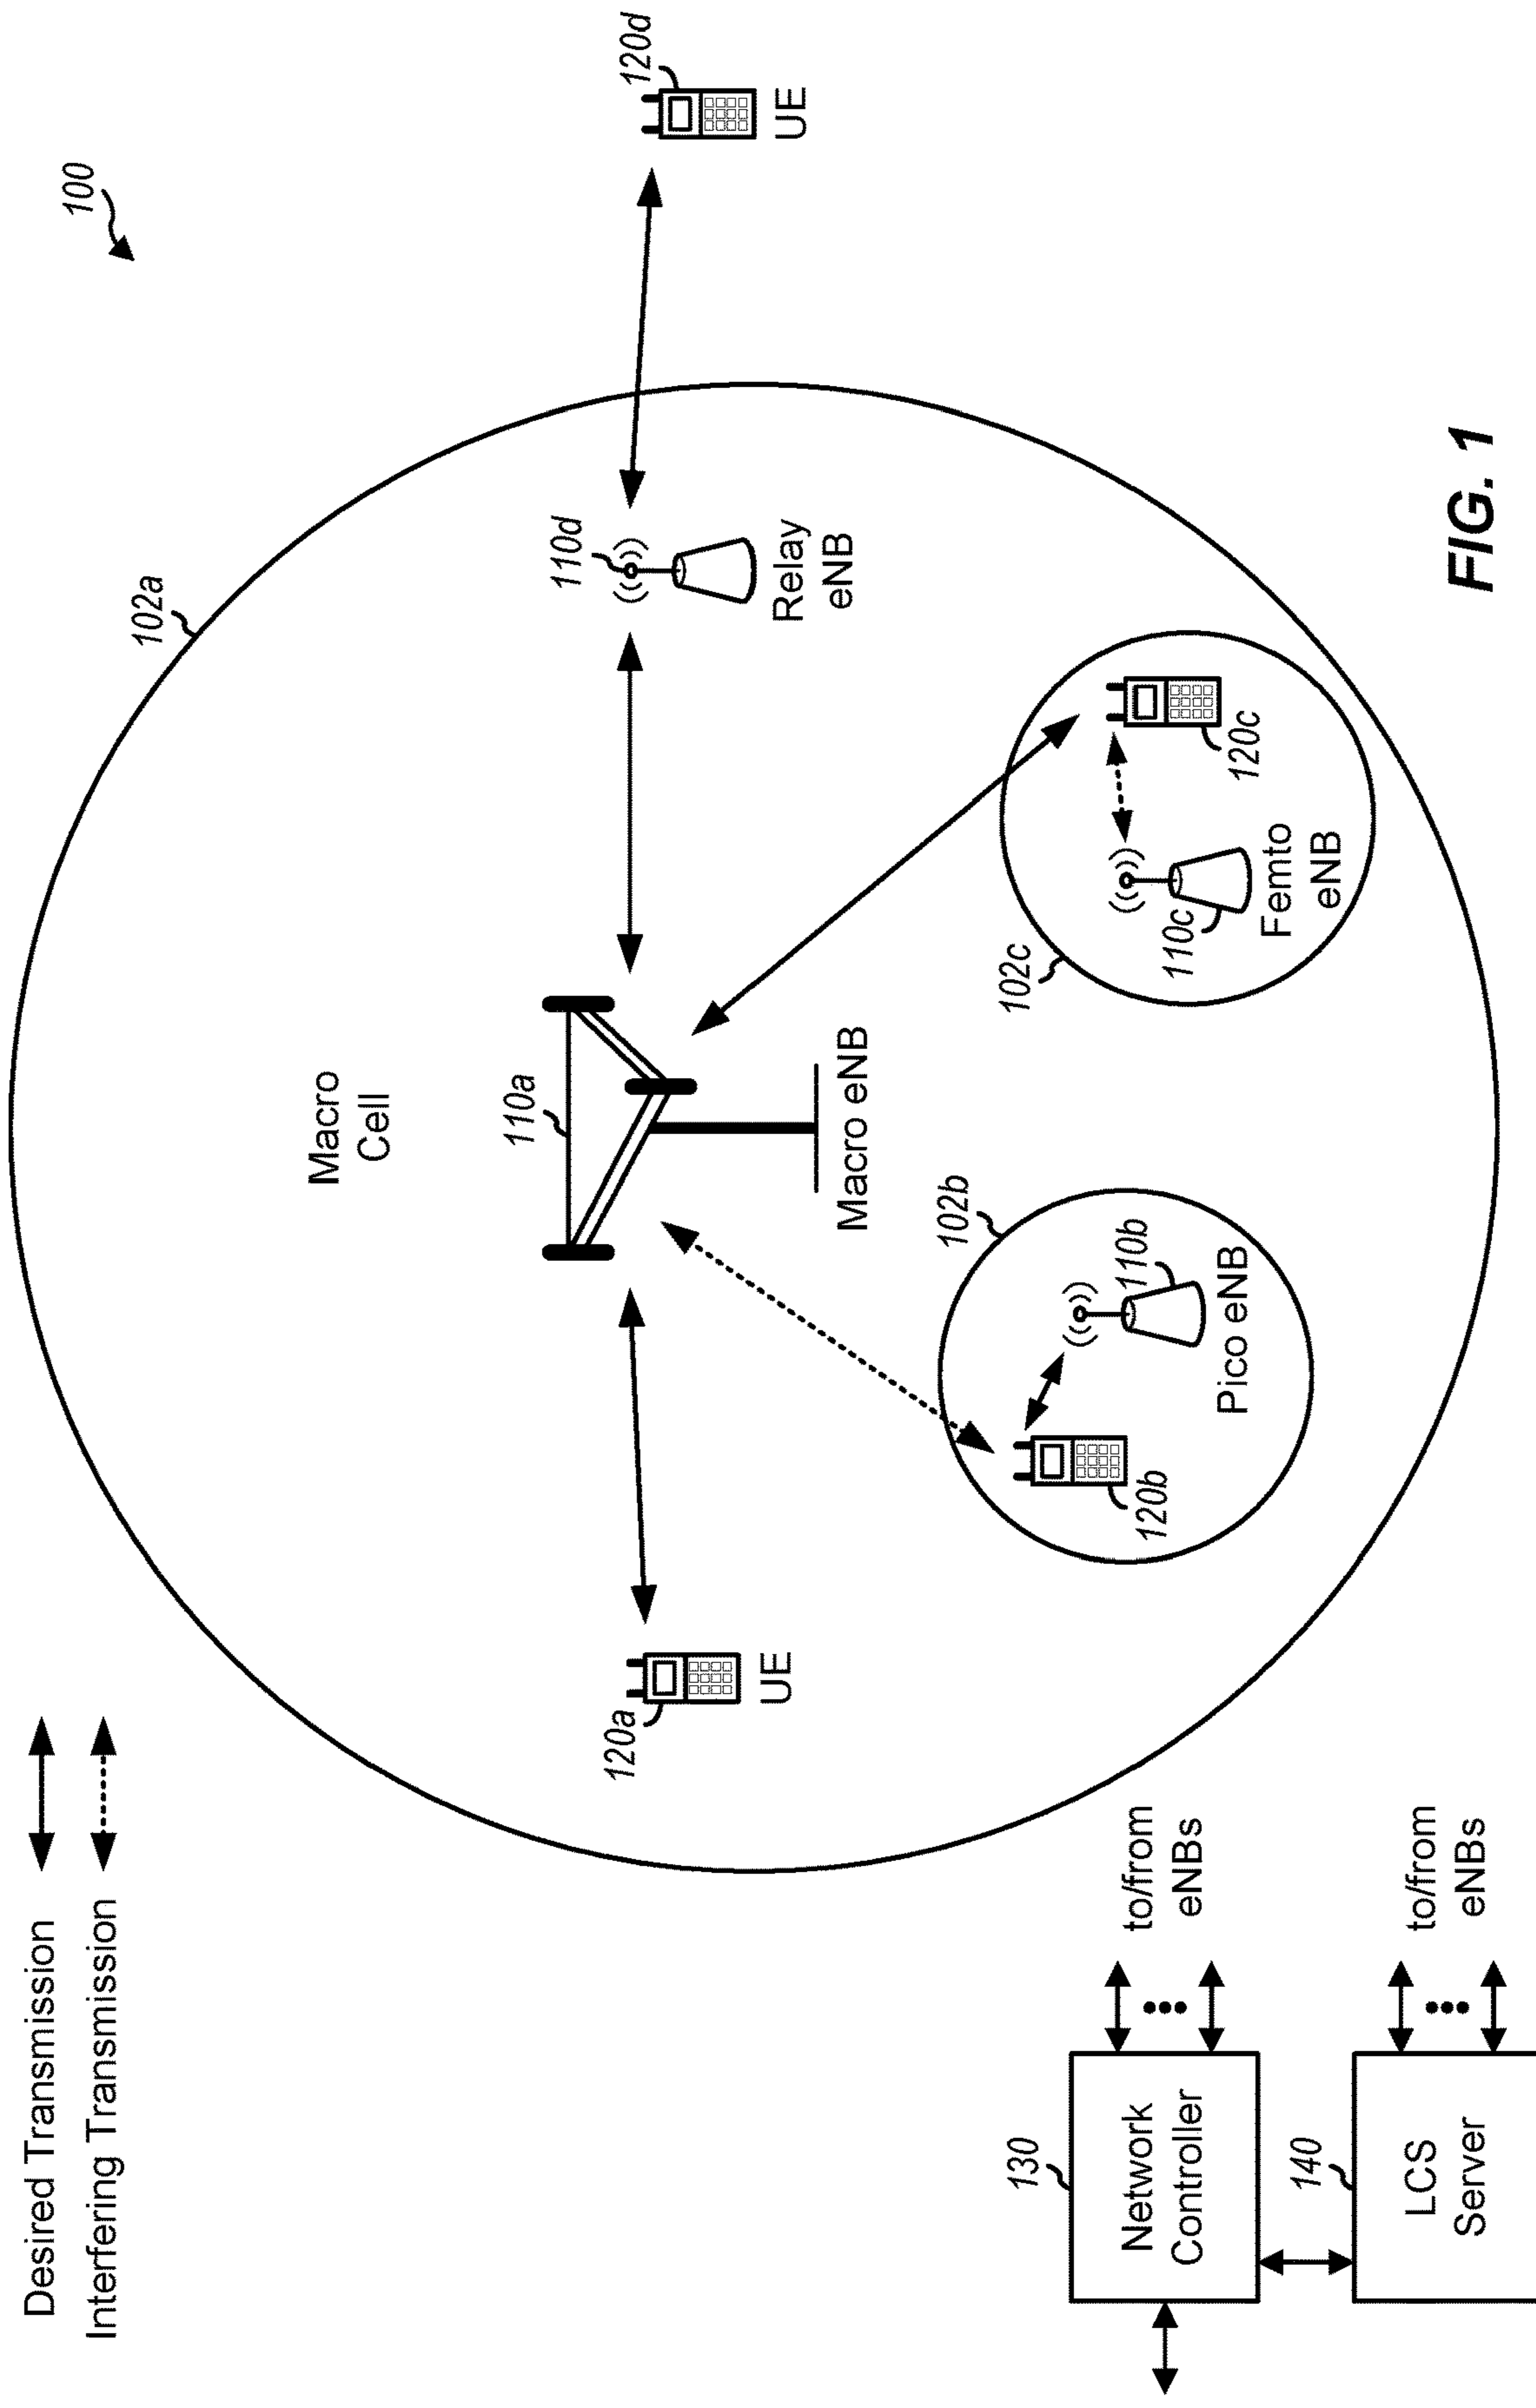 Desired Transmission
Interfering Transmission
100
102a
Macro
Cell
110a
110d
120a
120d
UE
UE
Relay
eNB
Macro eNB
102b
102c
110b
110c
120b
120c
Pico eNB
Femto
eNB
130
Network
Controller
to/from
eNBs
140
LCS
Server
to/from
eNBs
FIG. 1